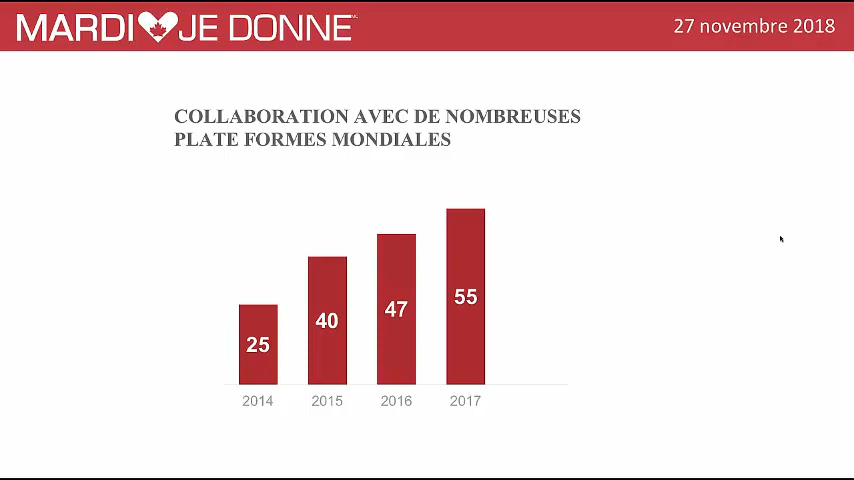 MARDI JE DONNE
27 novembre 2018
COLLABORATION AVEC DE NOMBREUSES
PLATE FORMES MONDIALES
25
40
47
55
2014
2015
2016
2017